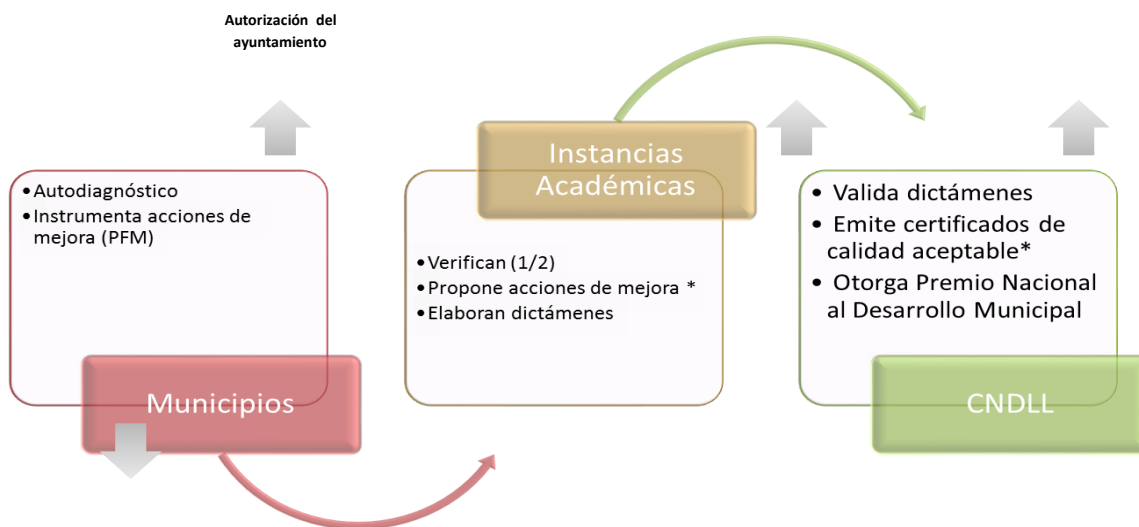 Autorización del
ayuntamiento
• Autodiagnóstico
• Instrumenta acciones de
mejora (PFM)
Municipios
Instancias
Académicas
• Verifican (1/2)
• Propone acciones de mejora *
• Elaboran dictámenes
• Valida dictámenes
• Emite certificados de
calidad aceptable*
• Otorga Premio Nacional
al Desarrollo Municipal
CNDLL